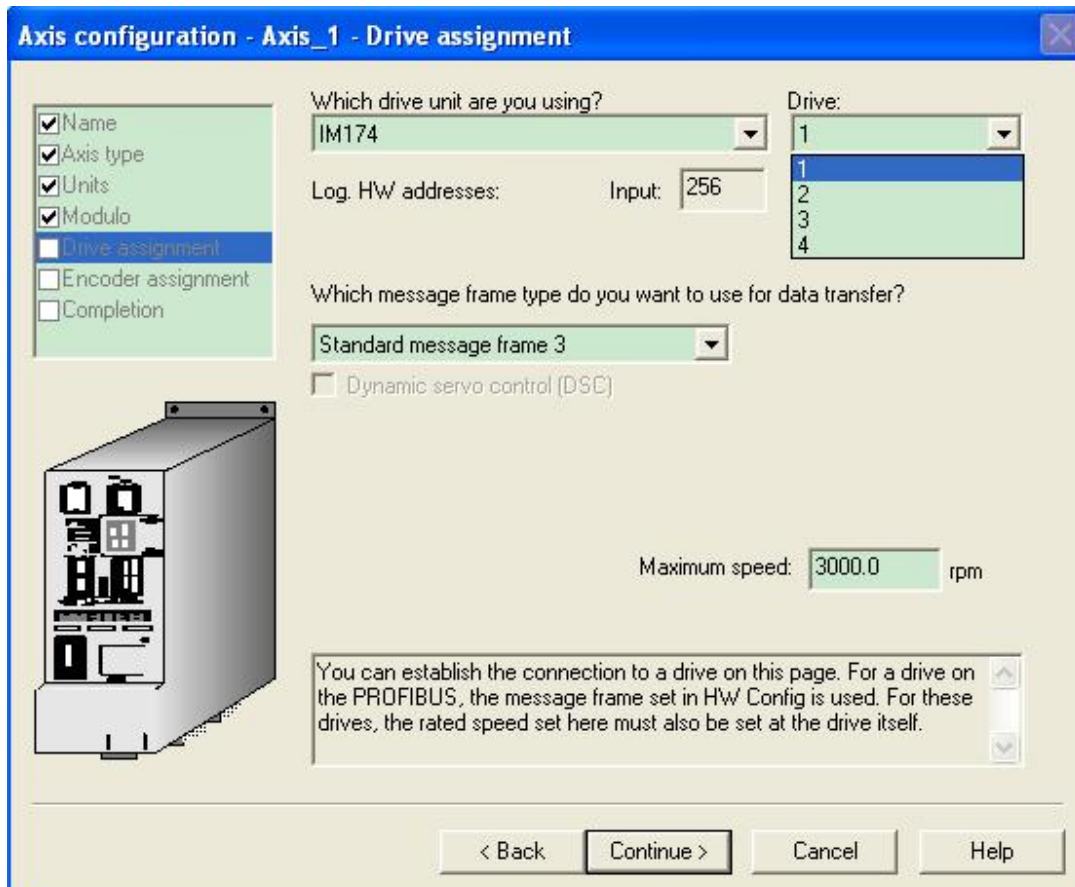 Axis configuration - Axis_1 - Drive assignment
Name
Axis type
Units
Modulo
Drive assignment
Encoder assignment
Completion
Which drive unit are you using?
IM174
Drive:
1
1
2
3
4
Log. HW addresses:
Input:
256
Which message frame type do you want to use for data transfer?
Standard message frame 3
Dynamic servo control (DSC)
Maximum speed:
3000.0
rpm
You can establish the connection to a drive on this page. For a drive on
the PROFIBUS, the message frame set in HW Config is used. For these
drives, the rated speed set here must also be set at the drive itself.
< Back
Continue >
Cancel
Help